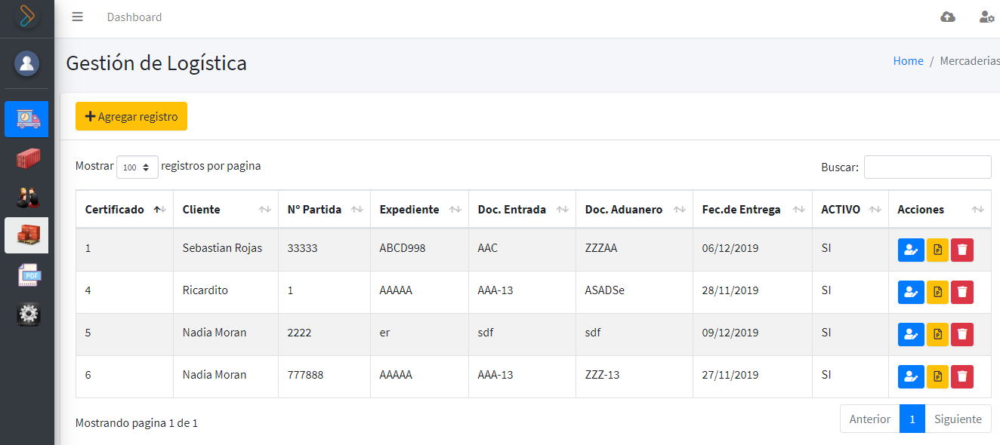 Dashboard
Gestión de Logística
Home / Mercaderias
Agregar registro
Mostrar 100 registros por pagina
Buscar:
Certificado Cliente Nº Partida Expediente Doc. Entrada Doc. Aduanero Fec.de Entrega ACTIVO Acciones
1 Sebastian Rojas 33333 ABCD998 AAC ZZZAA 06/12/2019 SI
4 Ricardito 1 AAAAA AAA-13 ASADSe 28/11/2019 SI
5 Nadia Moran 2222 er sdf sdf 09/12/2019 SI
6 Nadia Moran 777888 AAAAA AAA-13 ZZZ-13 27/11/2019 SI
Mostrando pagina 1 de 1
Anterior 1 Siguiente
PDF